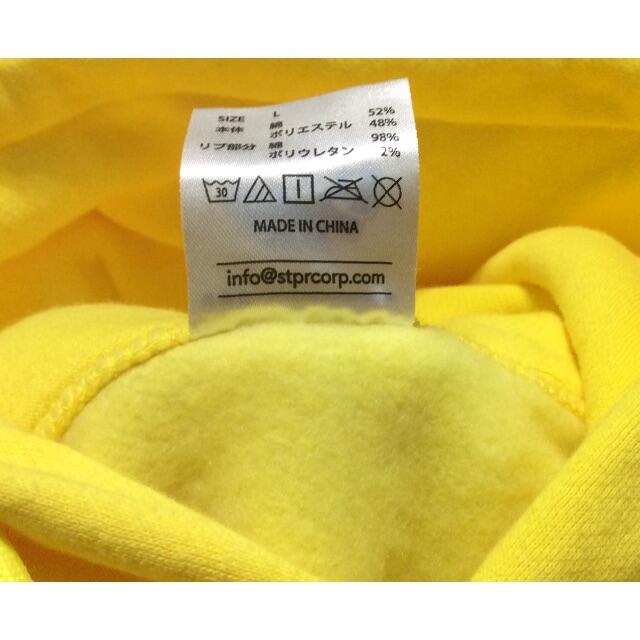 SIZE L
本体 綿 52%
ポリエステル 48%
リブ部分 綿 98%
ポリウレタン 2%
30
MADE IN CHINA
info@stprcorp.com